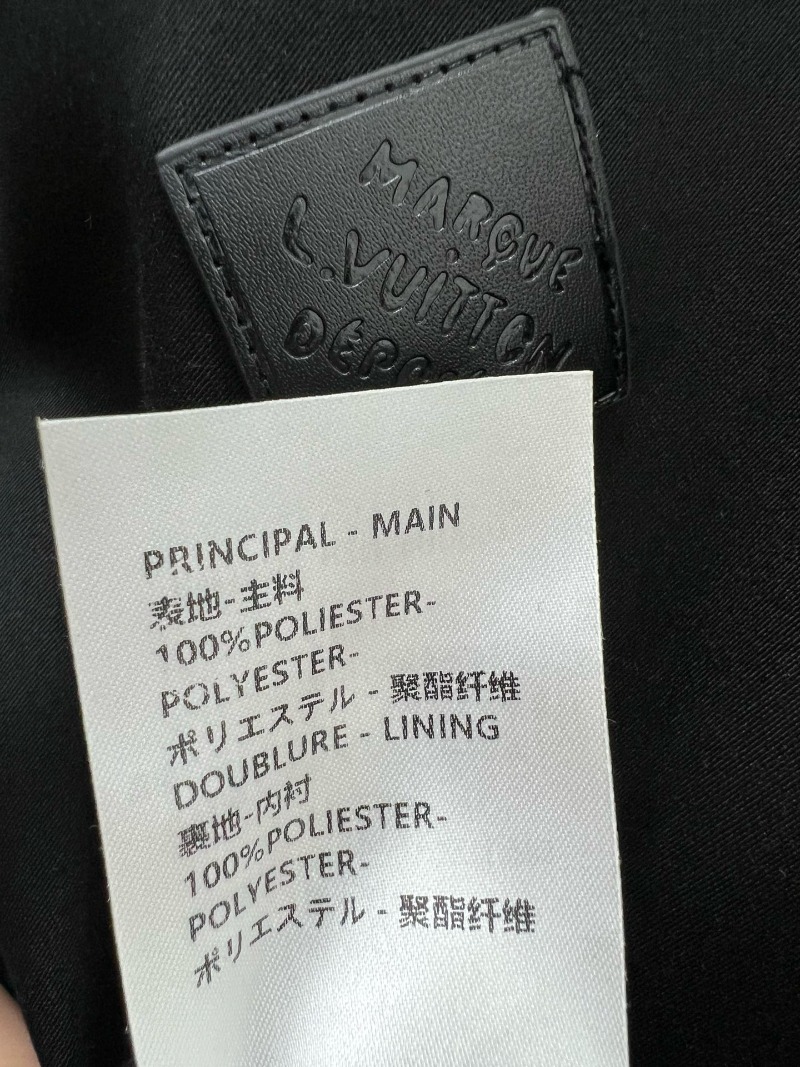 MARQUE
L.VUITTON
PRINCIPAL - MAIN
表地-主料
100%POLIESTER-
POLYESTER-
ポリエステル - 聚酯纤维
DOUBLURE - LINING
裏地-内衬
100%POLIESTER-
POLYESTER-
ポリエステル - 聚酯纤维